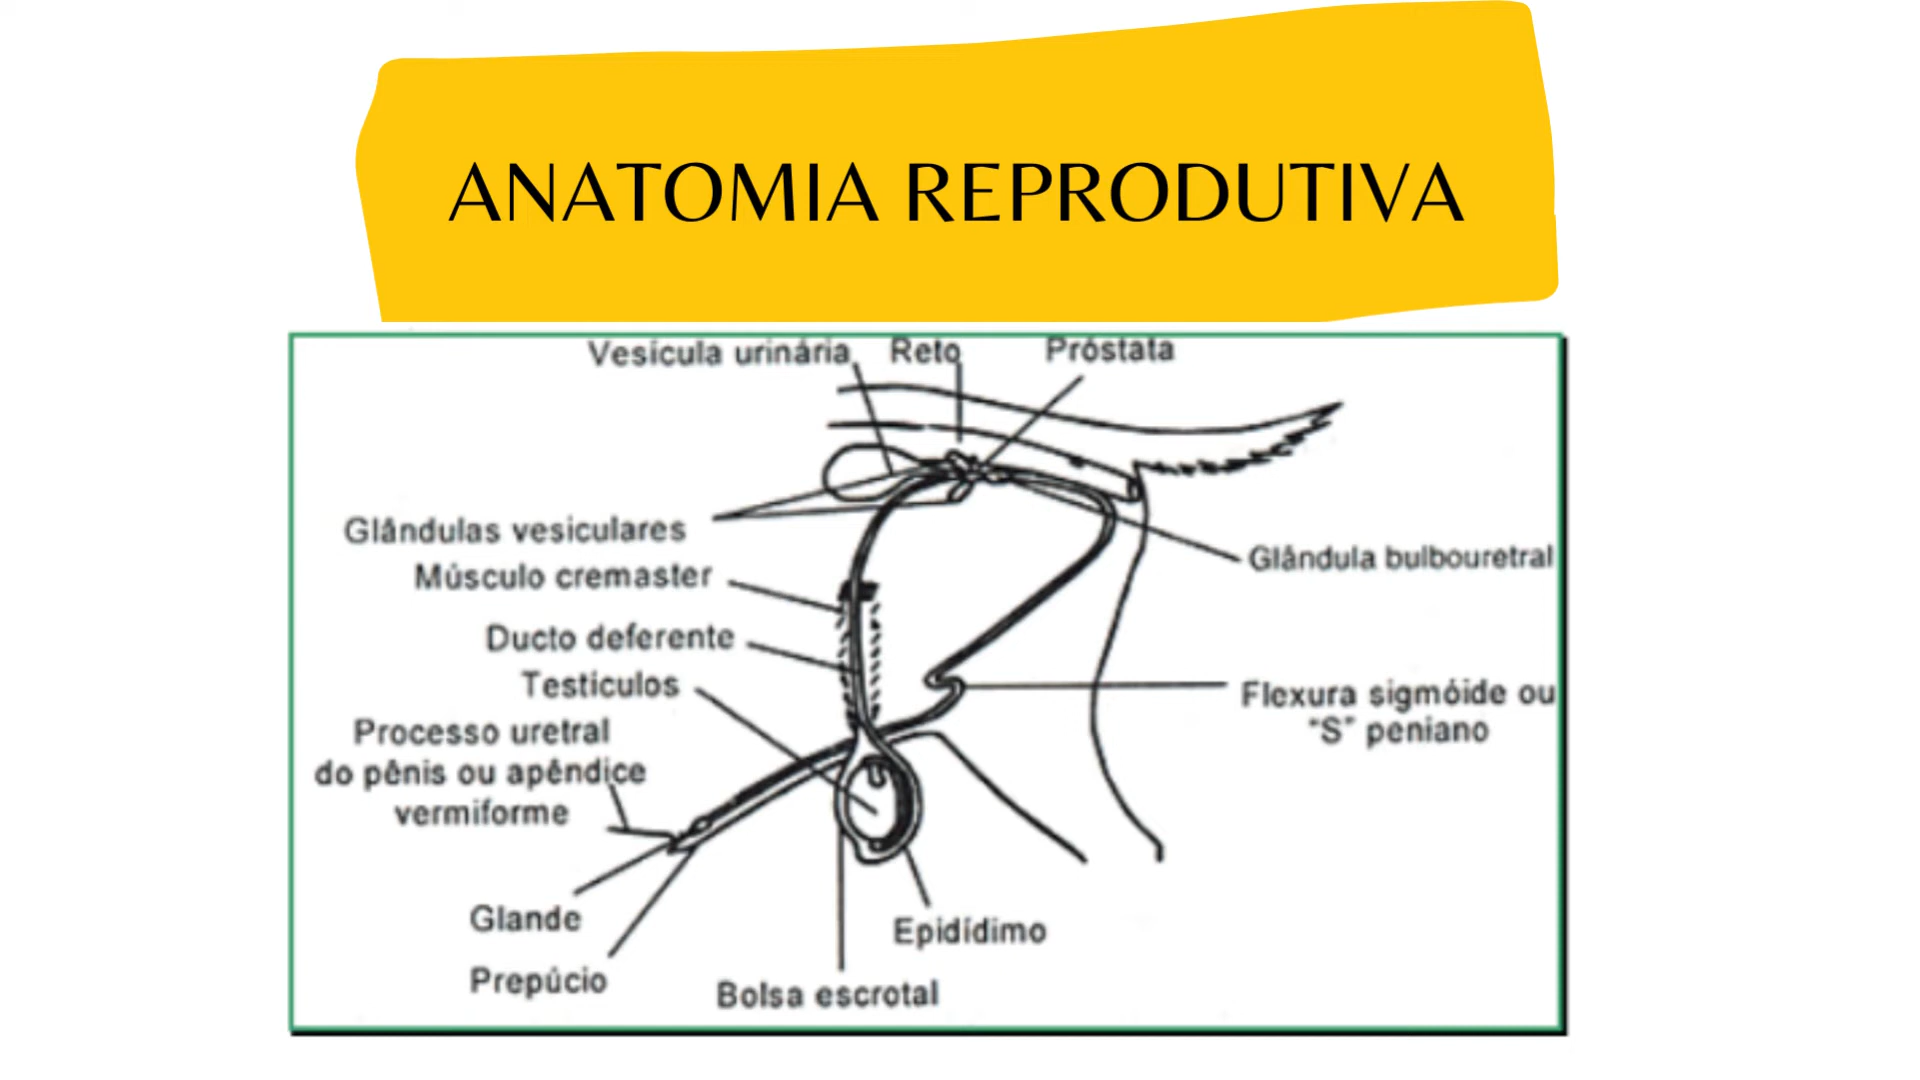 ANATOMIA REPRODUTIVA
Vesícula urinária
Reto
Próstata
Glândulas vesiculares
Músculo cremaster
Glândula bulbouretral
Ducto deferente
Testículos
Flexura sigmóide ou
"S" peniano
Processo uretral
do pênis ou apêndice
vermiforme
Glande
Epidídimo
Prepúcio
Bolsa escrotal